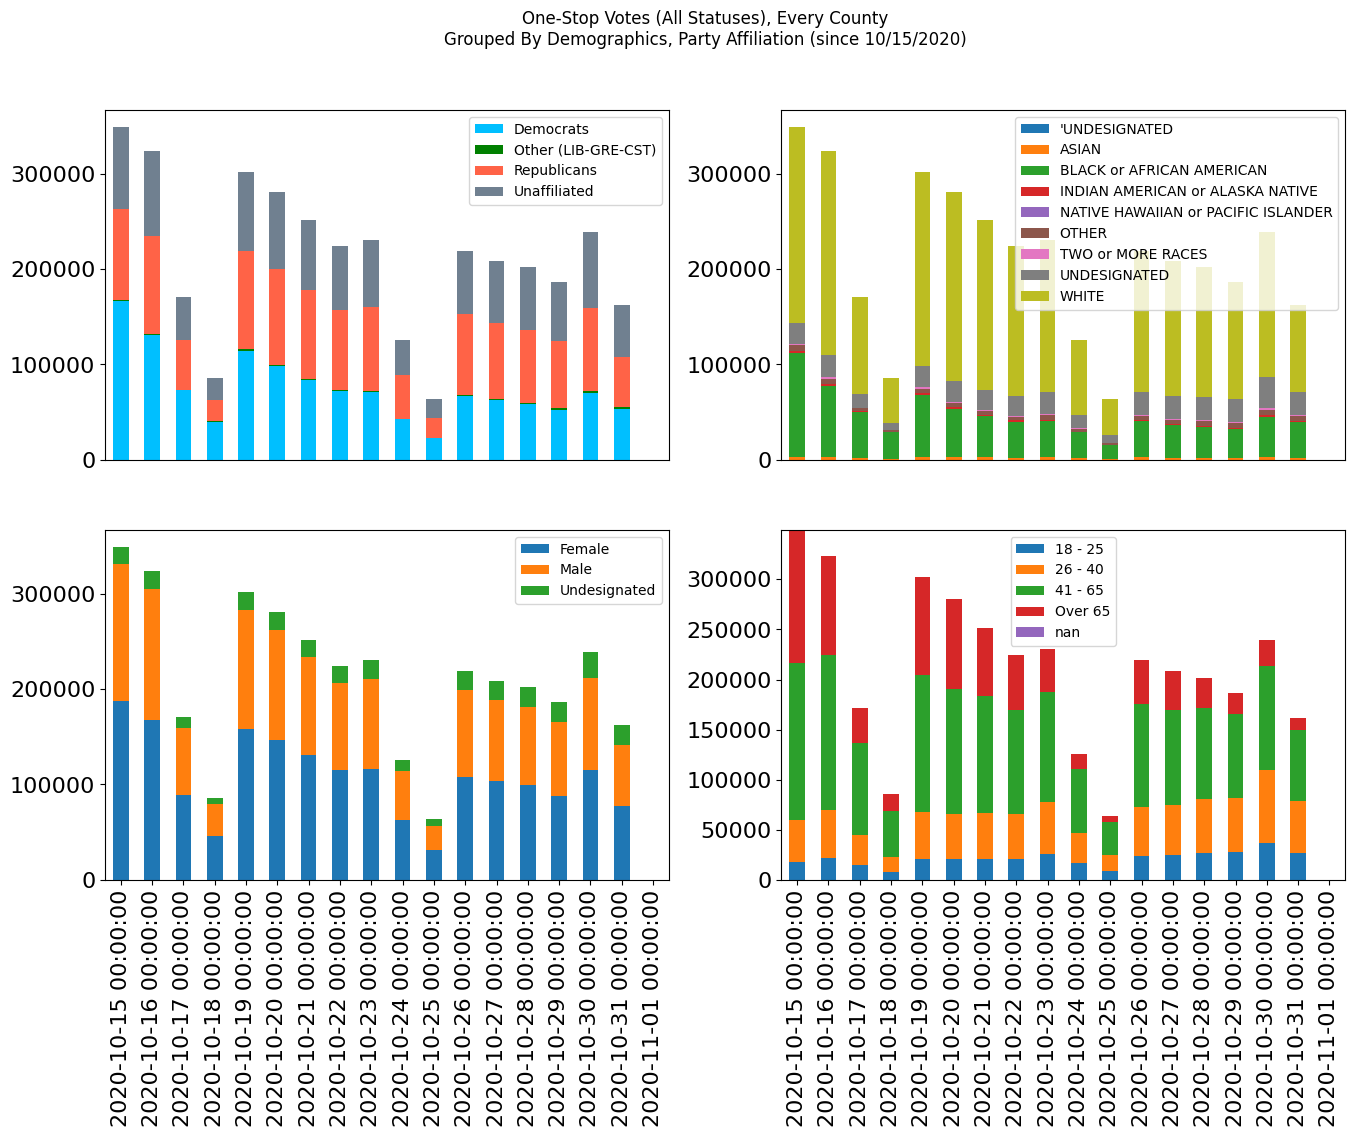 One-Stop Votes (All Statuses), Every County
Grouped By Demographics, Party Affiliation (since 10/15/2020)
300000
200000
100000
0
Democrats
Other (LIB-GRE-CST)
Republicans
Unaffiliated
300000
200000
100000
0
'UNDESIGNATED
ASIAN
BLACK or AFRICAN AMERICAN
INDIAN AMERICAN or ALASKA NATIVE
NATIVE HAWAIIAN or PACIFIC ISLANDER
OTHER
TWO or MORE RACES
UNDESIGNATED
WHITE
300000
200000
100000
0
Female
Male
Undesignated
2020-10-15 00:00:00
2020-10-16 00:00:00
2020-10-17 00:00:00
2020-10-18 00:00:00
2020-10-19 00:00:00
2020-10-20 00:00:00
2020-10-21 00:00:00
2020-10-22 00:00:00
2020-10-23 00:00:00
2020-10-24 00:00:00
2020-10-25 00:00:00
2020-10-26 00:00:00
2020-10-27 00:00:00
2020-10-28 00:00:00
2020-10-29 00:00:00
2020-10-30 00:00:00
2020-10-31 00:00:00
2020-11-01 00:00:00
300000
250000
200000
150000
100000
50000
0
18 - 25
26 - 40
41 - 65
Over 65
nan
2020-10-15 00:00:00
2020-10-16 00:00:00
2020-10-17 00:00:00
2020-10-18 00:00:00
2020-10-19 00:00:00
2020-10-20 00:00:00
2020-10-21 00:00:00
2020-10-22 00:00:00
2020-10-23 00:00:00
2020-10-24 00:00:00
2020-10-25 00:00:00
2020-10-26 00:00:00
2020-10-27 00:00:00
2020-10-28 00:00:00
2020-10-29 00:00:00
2020-10-30 00:00:00
2020-10-31 00:00:00
2020-11-01 00:00:00